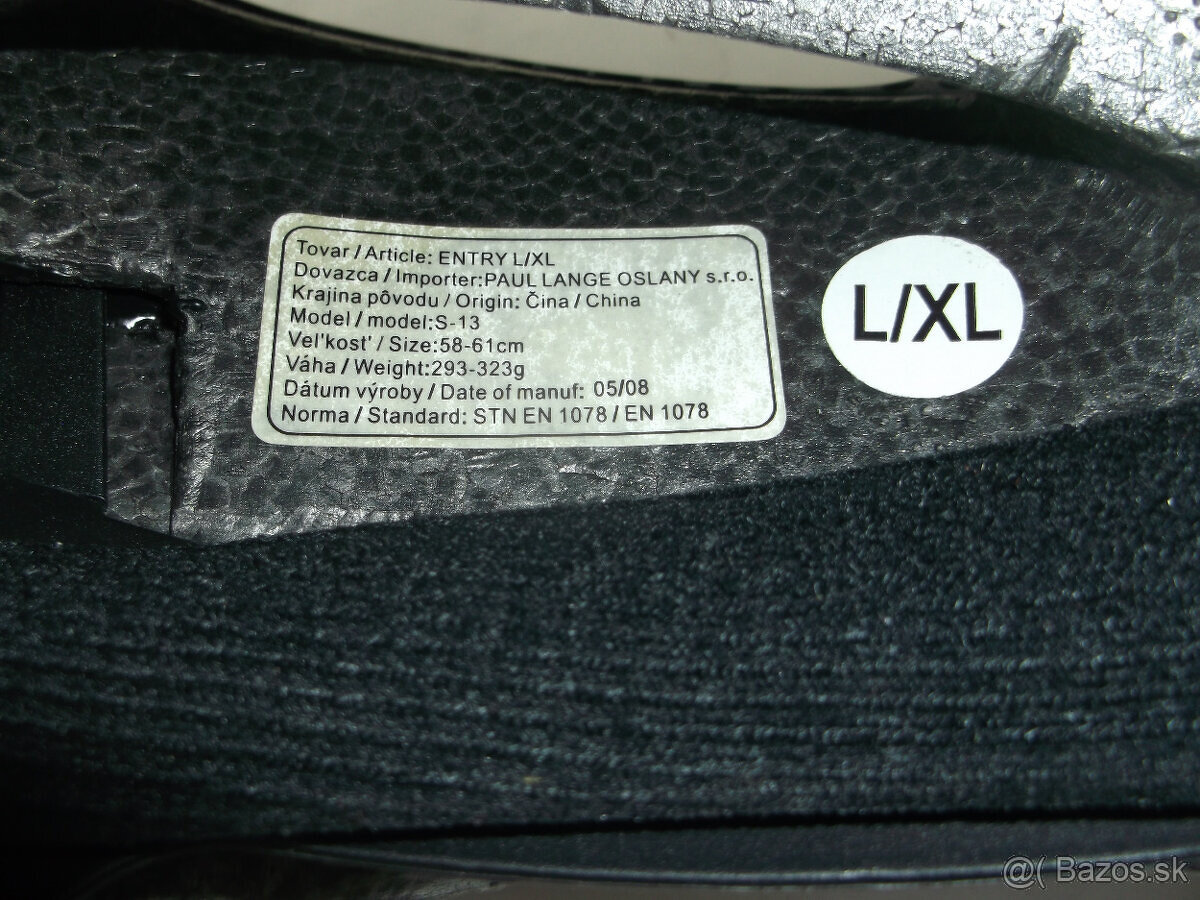 Tovar / Article: ENTRY L/XL
Dovazca / Importer:PAUL LANGE OSLANY s.r.o.
Krajina pôvodu / Origin: Čina / China
Model / model:S-13
Vel'kost' / Size:58-61cm
Váha / Weight:293-323g
Dátum výroby / Date of manuf: 05/08
Norma / Standard: STN EN 1078 / EN 1078
L/XL
@( Bazos.sk